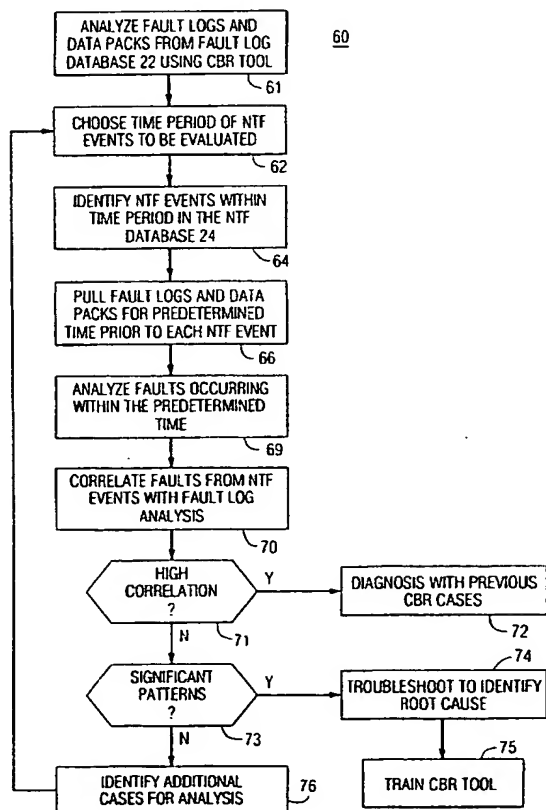 60
ANALYZE FAULT LOGS AND
DATA PACKS FROM FAULT LOG
DATABASE 22 USING CBR TOOL
61
CHOOSE TIME PERIOD OF NTF
EVENTS TO BE EVALUATED
62
IDENTIFY NTF EVENTS WITHIN
TIME PERIOD IN THE NTF
DATABASE 24
64
PULL FAULT LOGS AND DATA
PACKS FOR PREDETERMINED
TIME PRIOR TO EACH NTF EVENT
66
ANALYZE FAULTS OCCURRING
WITHIN THE PREDETERMINED
TIME
69
CORRELATE FAULTS FROM NTF
EVENTS WITH FAULT LOG
ANALYSIS
70
HIGH
CORRELATION
?
71
Y
N
DIAGNOSIS WITH PREVIOUS
CBR CASES
72
SIGNIFICANT
PATTERNS
?
73
Y
N
74
TROUBLESHOOT TO IDENTIFY
ROOT CAUSE
75
TRAIN CBR TOOL
IDENTIFY ADDITIONAL
CASES FOR ANALYSIS
76